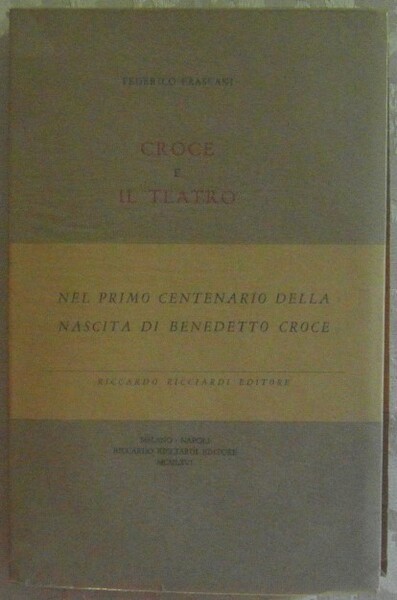 FEDERICO FRASCANI
CROCE
E
IL TEATRO
NEL PRIMO CENTENARIO DELLA
NASCITA DI BENEDETTO CROCE
RICCARDO RICCIARDI EDITORE
MILANO - NAPOLI
RICCARDO RICCIARDI EDITORE
MCMLXVI